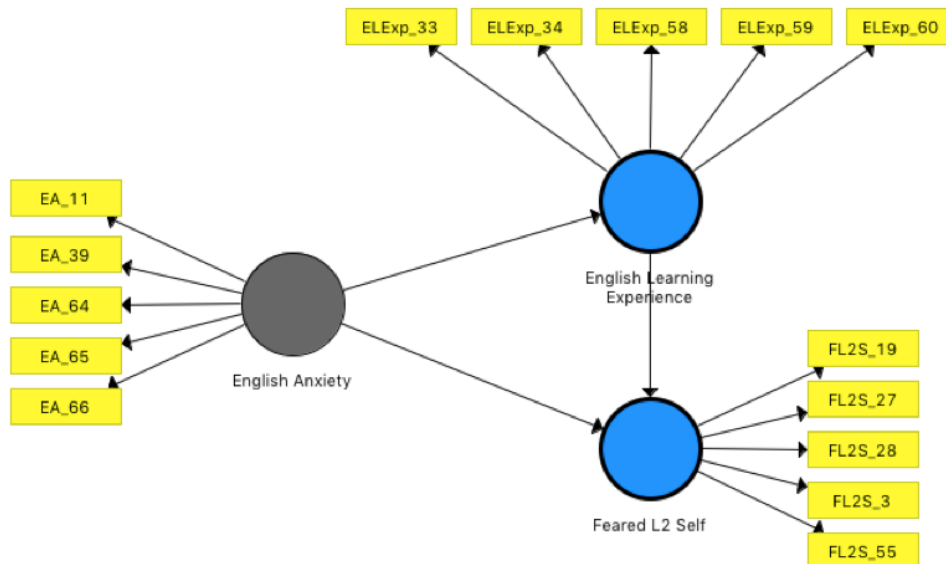 ELExp_33
ELExp_34
ELExp_58
ELExp_59
ELExp_60
EA_11
EA_39
EA_64
EA_65
EA_66
English Anxiety
English Learning
Experience
FL2S_19
FL2S_27
FL2S_28
FL2S_3
FL2S_55
Feared L2 Self